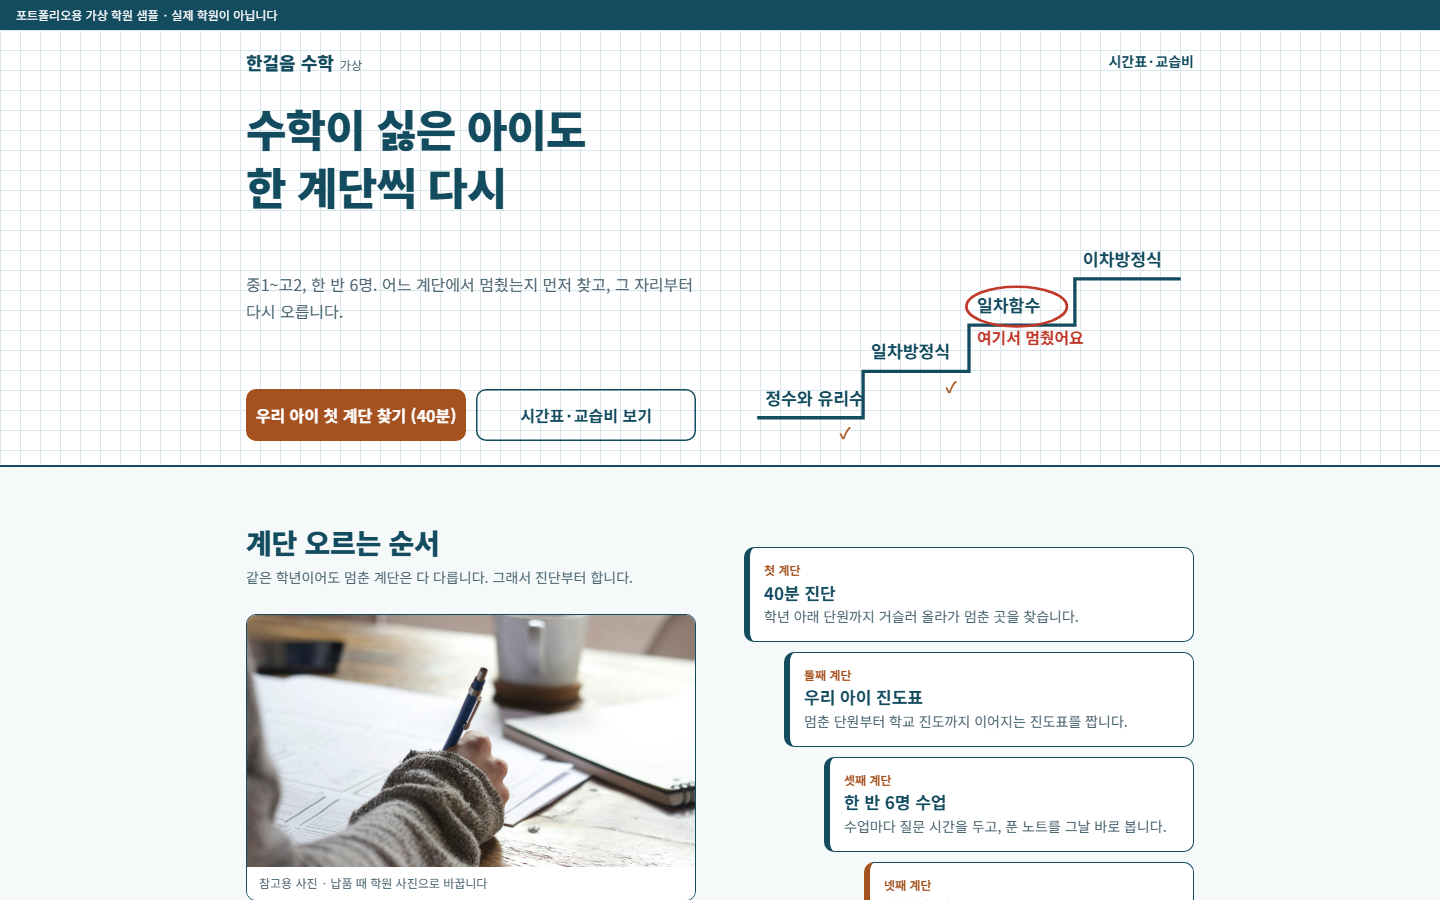 포트폴리오용 가상 학원 샘플 · 실제 학원이 아닙니다
한걸음 수학 가상
시간표·교습비
수학이 싫은 아이도
한 계단씩 다시
중1~고2, 한 반 6명. 어느 계단에서 멈췄는지 먼저 찾고, 그 자리부터
다시 오릅니다.
우리 아이 첫 계단 찾기 (40분)
시간표·교습비 보기
이차방정식
일차함수
여기서 멈췄어요
일차방정식
✓
정수와 유리수
✓
계단 오르는 순서
같은 학년이어도 멈춘 계단은 다 다릅니다. 그래서 진단부터 합니다.
참고용 사진 · 납품 때 학원 사진으로 바꿉니다
첫 계단
40분 진단
학년 아래 단원까지 거슬러 올라가 멈춘 곳을 찾습니다.
둘째 계단
우리 아이 진도표
멈춘 단원부터 학교 진도까지 이어지는 진도표를 짭니다.
셋째 계단
한 반 6명 수업
수업마다 질문 시간을 두고, 푼 노트를 그날 바로 봅니다.
넷째 계단